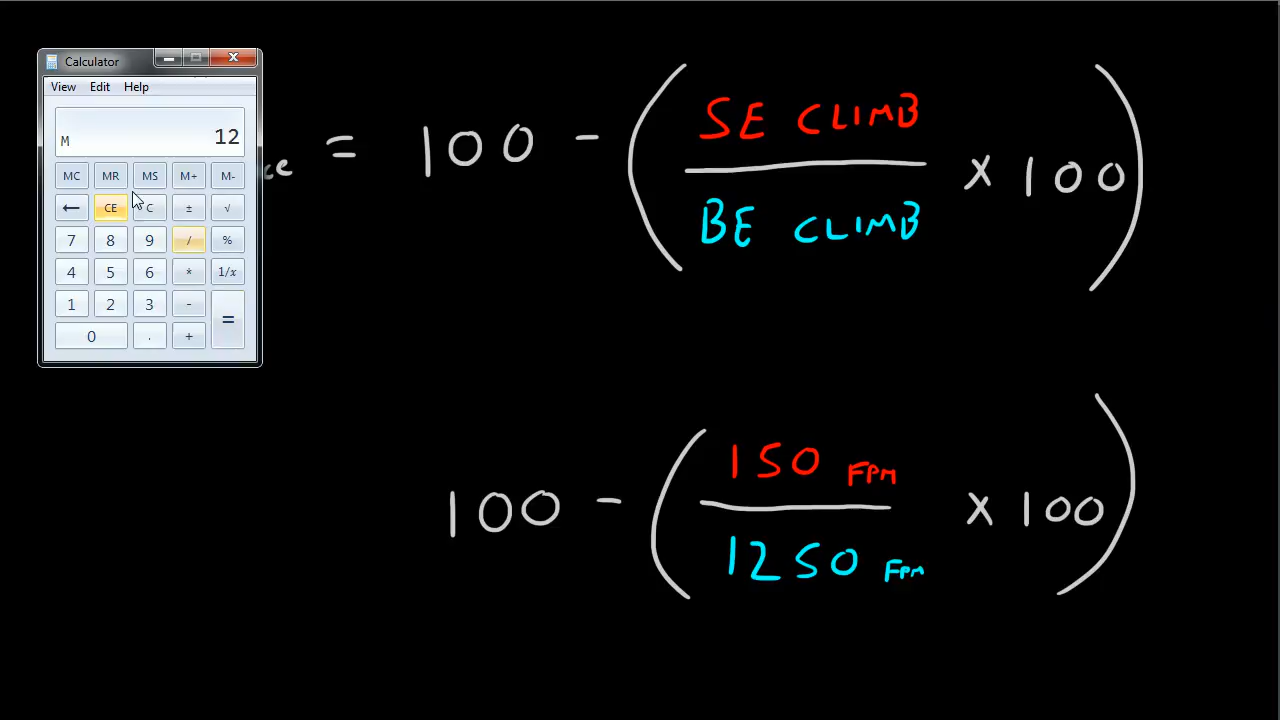 Calculator
View Edit Help
M 12
MC MR MS M+ M-
← CE C ± √
7 8 9 / %
4 5 6 * 1/x
1 2 3 - =
0 . +
= 100 - ( SE CLIMB
BE CLIMB × 100 )
100 - ( 150 FPM
1250 FPM × 100 )